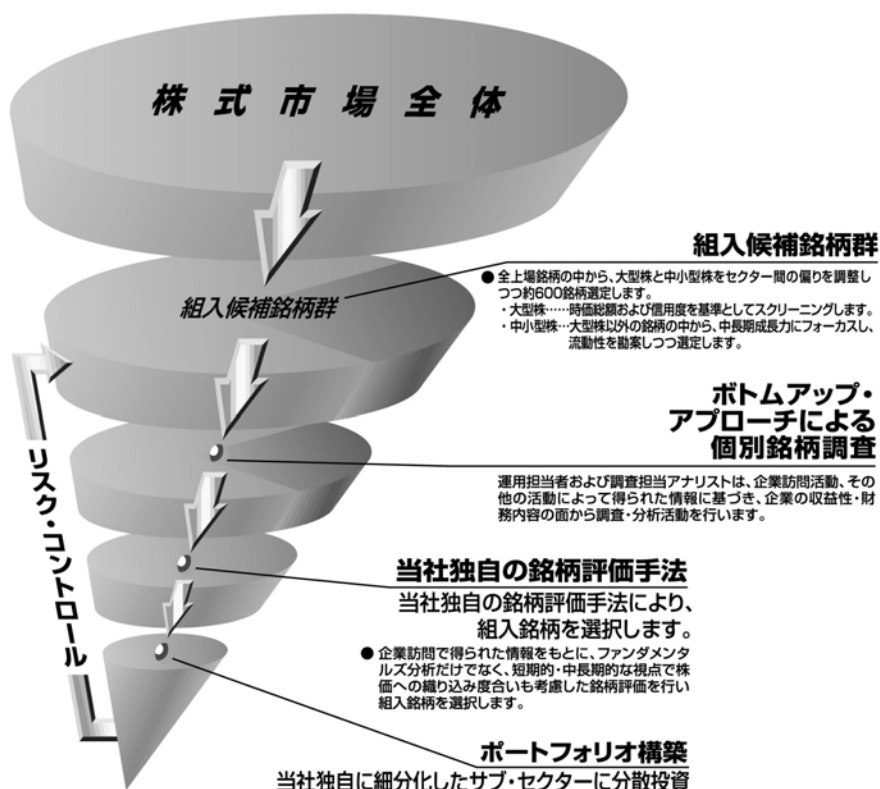 株式市場全体
組入候補銘柄群
● 全上場銘柄の中から、大型株と中小型株をセクター間の偏りを調整し
つつ約600銘柄選定します。
・大型株……時価総額および信用度を基準としてスクリーニングします。
・中小型株…大型株以外の銘柄の中から、中長期成長力にフォーカスし、
流動性を勘案しつつ選定します。
組入候補銘柄群
ボトムアップ・
アプローチによる
個別銘柄調査
運用担当者および調査担当アナリストは、企業訪問活動、その
他の活動によって得られた情報に基づき、企業の収益性・財
務内容の面から調査・分析活動を行います。
リスク・コントロール
当社独自の銘柄評価手法
当社独自の銘柄評価手法により、
組入銘柄を選択します。
● 企業訪問で得られた情報をもとに、ファンダメンタ
ルズ分析だけでなく、短期的・中長期的な視点で株
価への織り込み度合いも考慮した銘柄評価を行い
組入銘柄を選択します。
ポートフォリオ構築
当社独自に細分化したサブ・セクターに分散投資